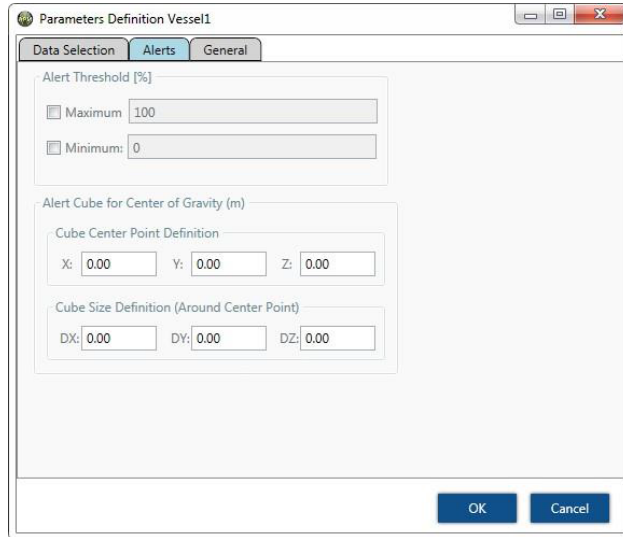 Parameters Definition Vessel1
Data Selection Alerts General
Alert Threshold [%]
Maximum 100
Minimum: 0
Alert Cube for Center of Gravity (m)
Cube Center Point Definition
X: 0.00 Y: 0.00 Z: 0.00
Cube Size Definition (Around Center Point)
DX: 0.00 DY: 0.00 DZ: 0.00
OK Cancel